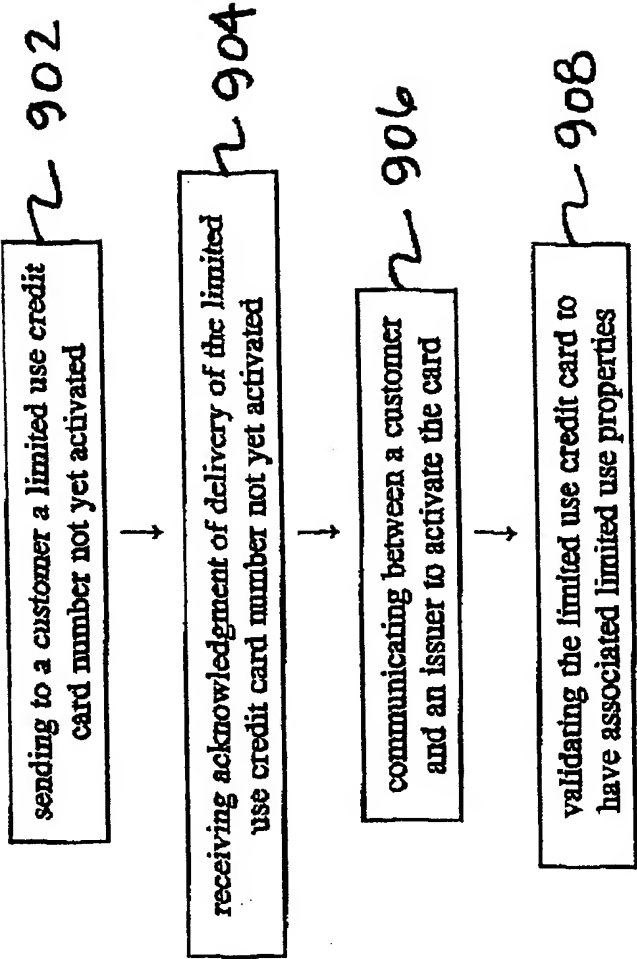 sending to a customer a limited use credit
card number not yet activated
902
receiving acknowledgment of delivery of the limited
use credit card number not yet activated
904
communicating between a customer
and an issuer to activate the card
906
validating the limited use credit card to
have associated limited use properties
908